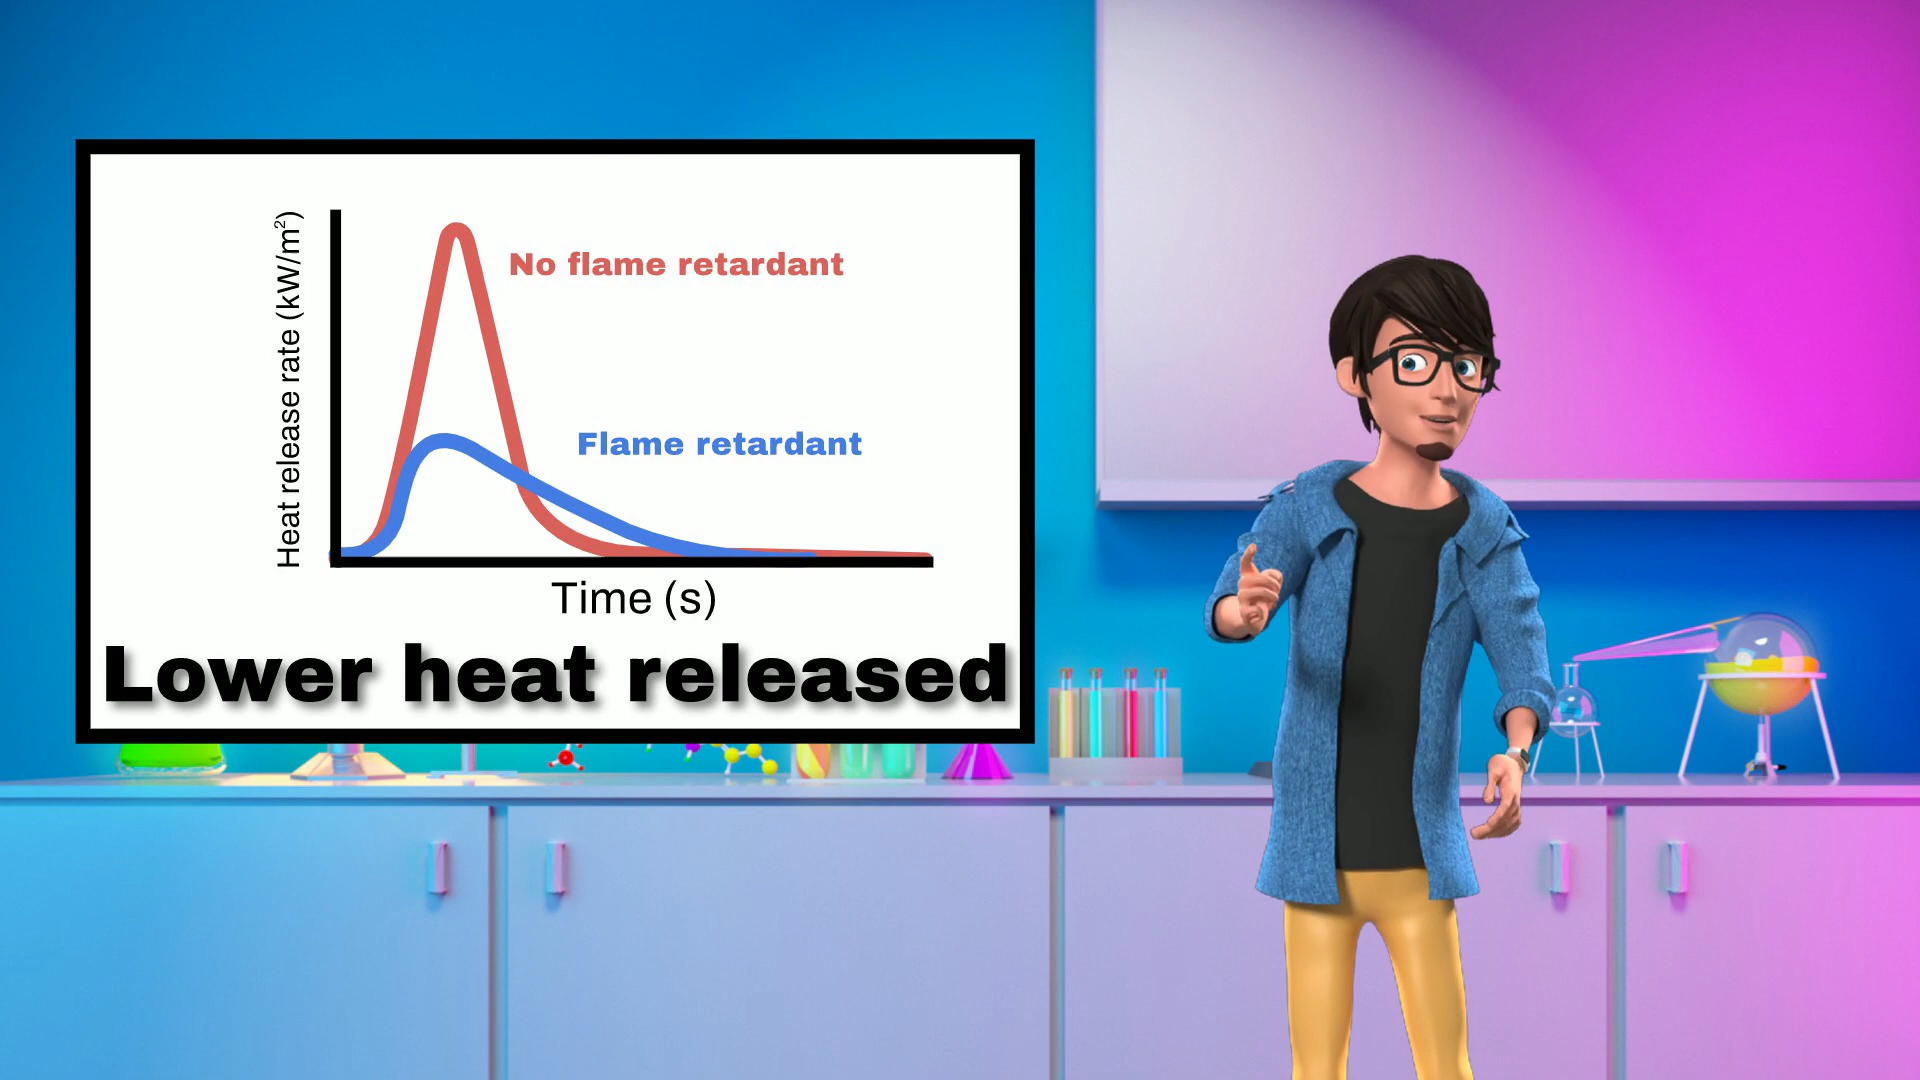 Heat release rate (kW/m²)
No flame retardant
Flame retardant
Time (s)
Lower heat released